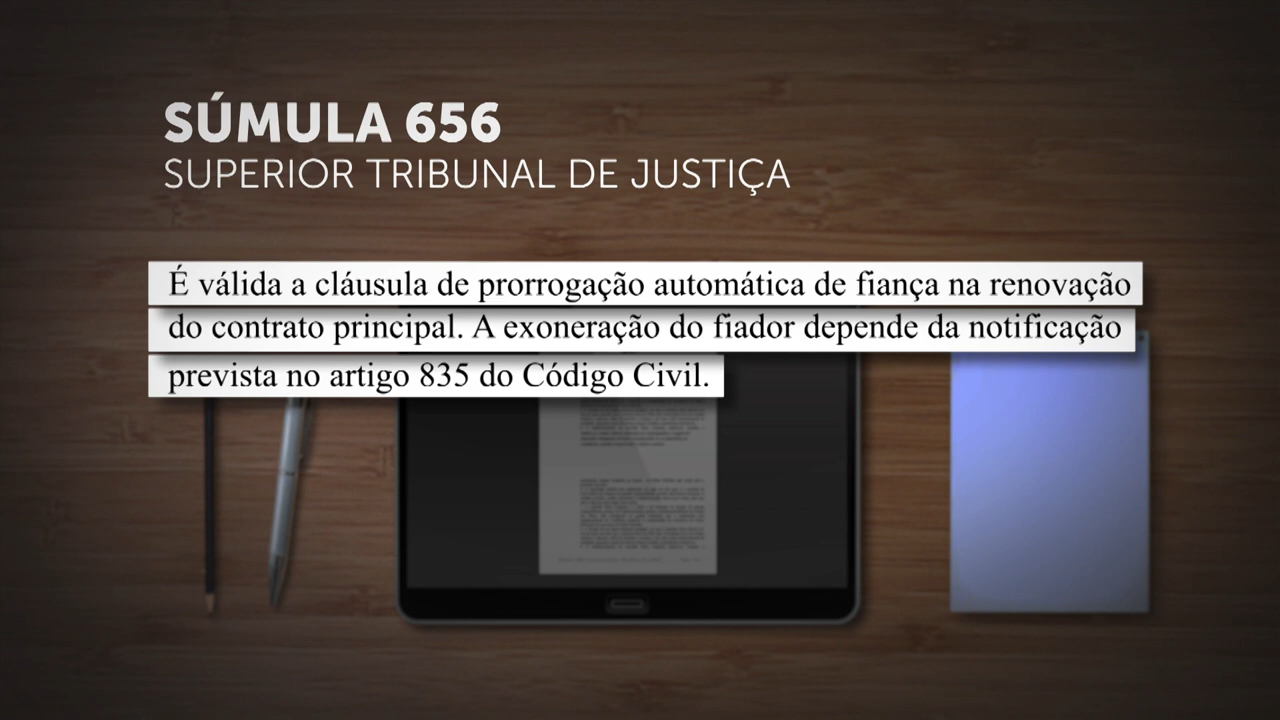 SÚMULA 656
SUPERIOR TRIBUNAL DE JUSTIÇA
É válida a cláusula de prorrogação automática de fiança na renovação
do contrato principal. A exoneração do fiador depende da notificação
prevista no artigo 835 do Código Civil.